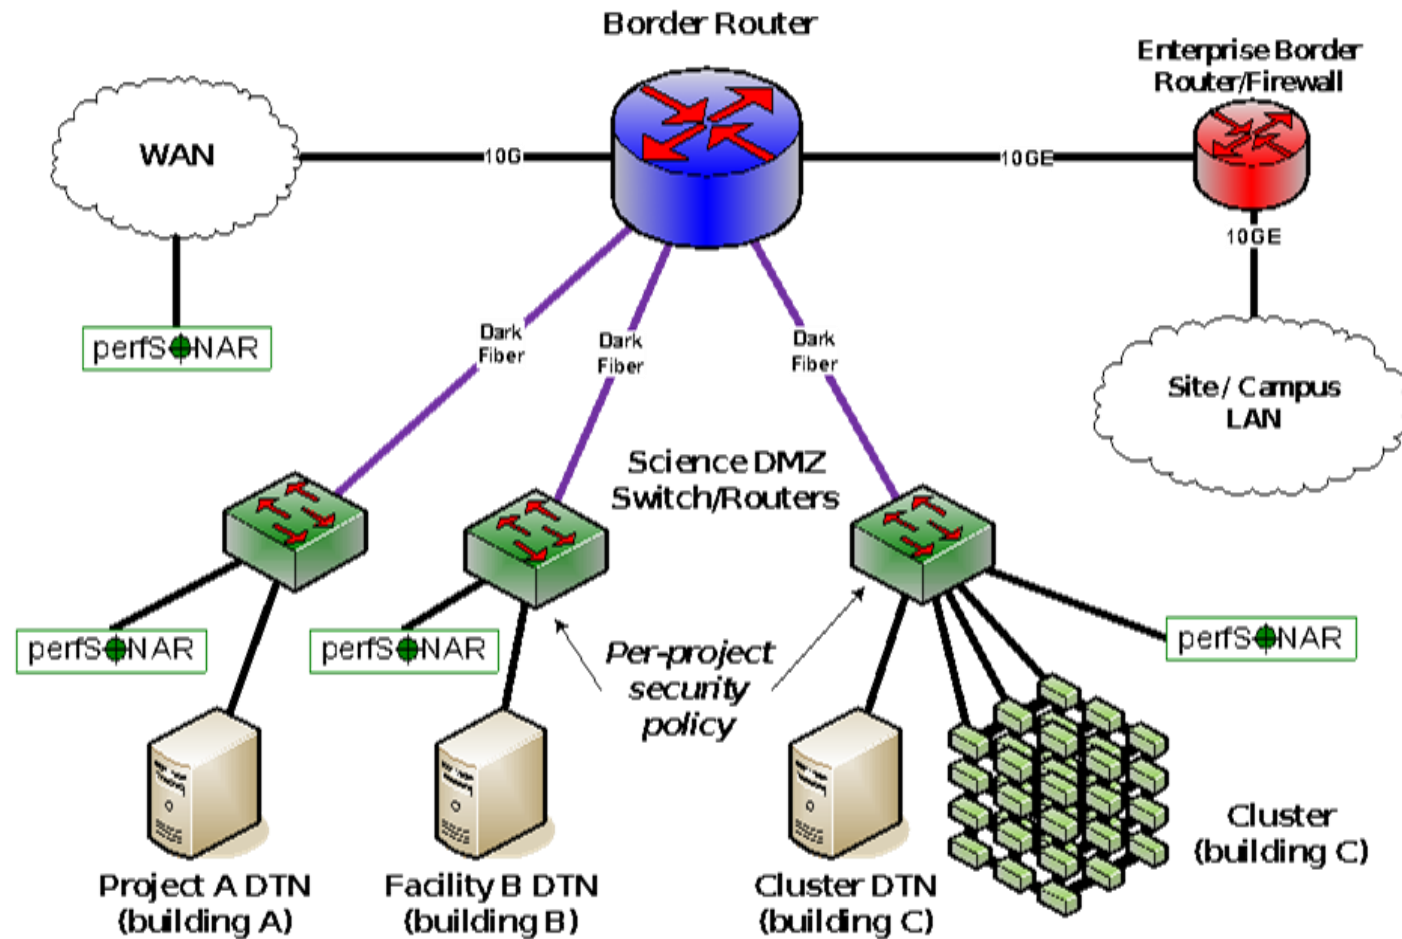 Border Router
Enterprise Border
Router/Firewall
WAN
10G
10GE
10GE
perfSONAR
Dark
Fiber
Dark
Fiber
Dark
Fiber
Site / Campus
LAN
Science DMZ
Switch/Routers
perfSONAR
perfSONAR
perfSONAR
Per-project
security
policy
Project A DTN
(building A)
Facility B DTN
(building B)
Cluster DTN
(building C)
Cluster
(building C)